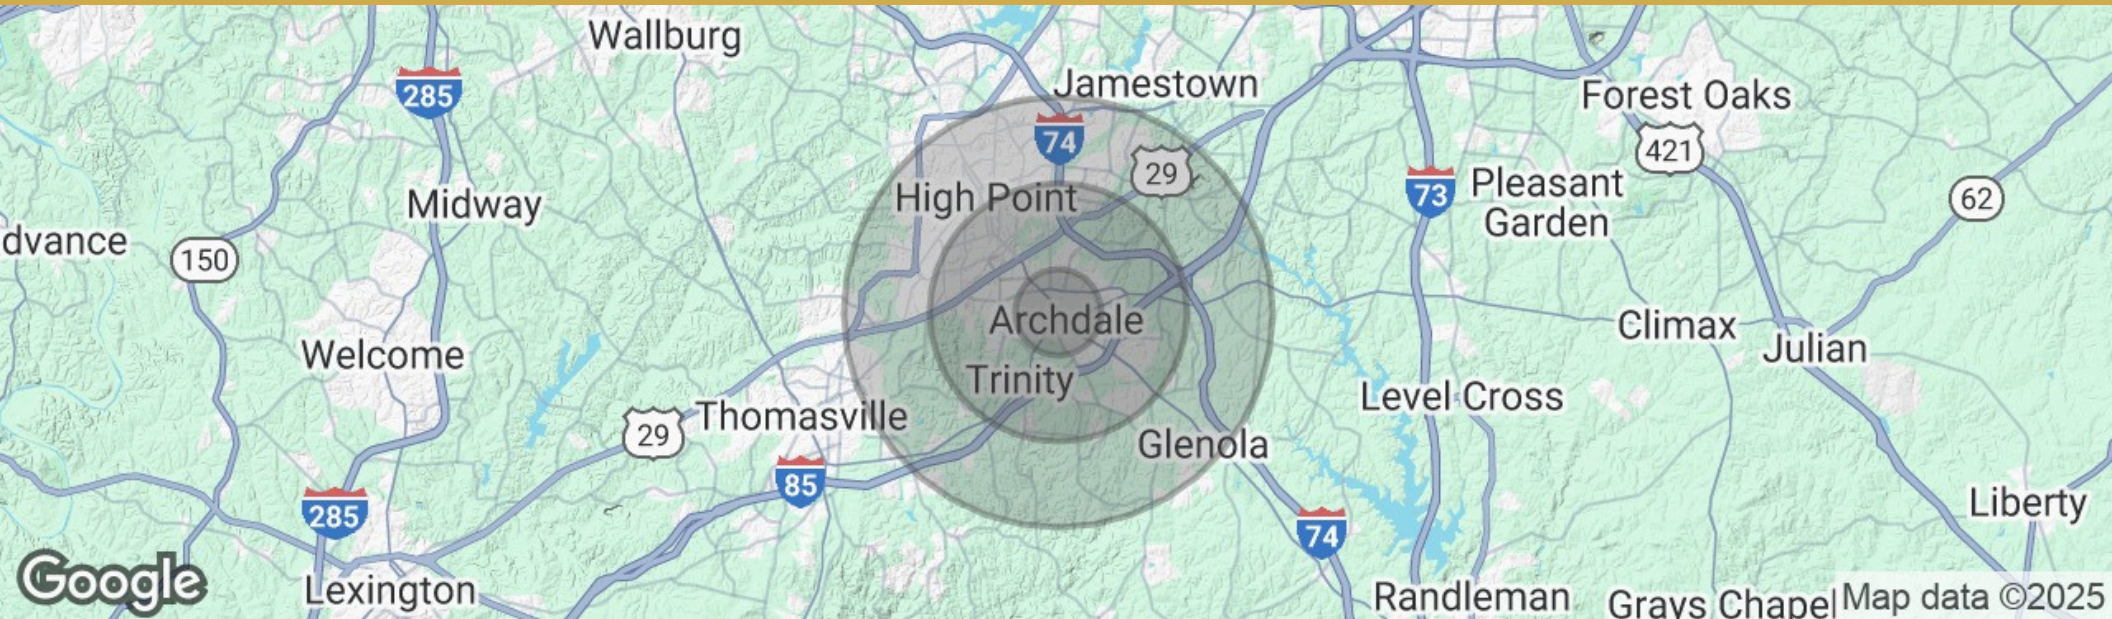 Wallburg
285
Jamestown
Forest Oaks
74
421
29
73
Pleasant
Garden
62
High Point
Midway
dvance
150
Archdale
Climax
Julian
Welcome
Trinity
Level Cross
Thomasville
29
Glenola
85
285
74
Liberty
Google
Lexington
Randleman
Grays Chapel
Map data ©2025